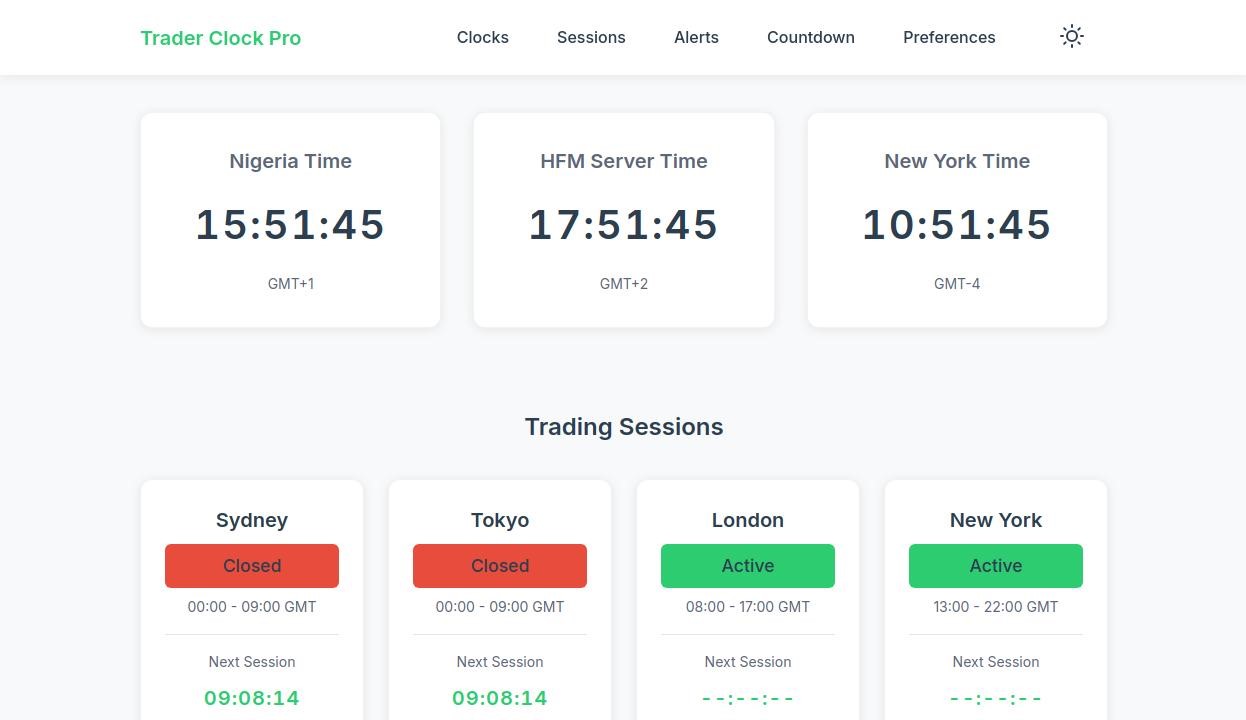 Trader Clock Pro
Clocks Sessions Alerts Countdown Preferences
Nigeria Time HFM Server Time New York Time
15:51:45 17:51:45 10:51:45
GMT+1 GMT+2 GMT-4
Trading Sessions
Sydney Tokyo London New York
Closed Closed Active Active
00:00 - 09:00 GMT 00:00 - 09:00 GMT 08:00 - 17:00 GMT 13:00 - 22:00 GMT
Next Session Next Session Next Session Next Session
09:08:14 09:08:14 --:--:-- --:--:--